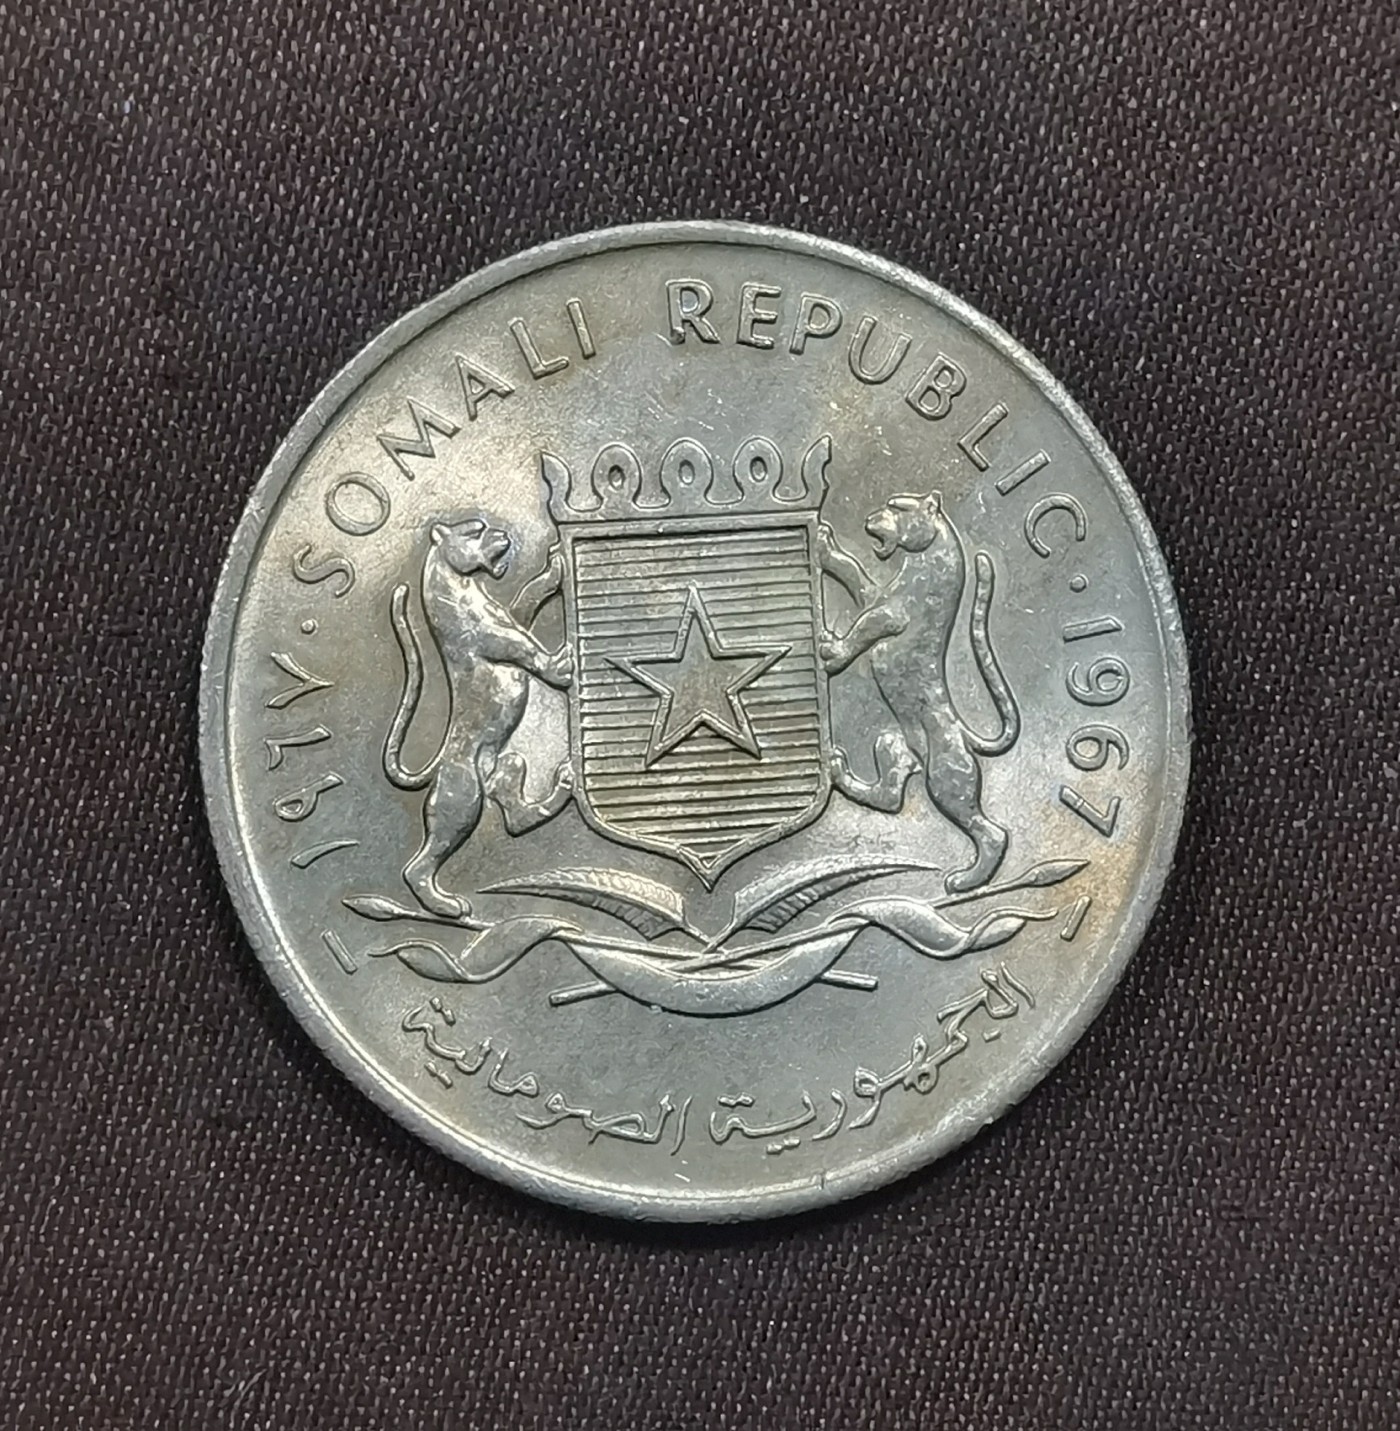 · SOMALI REPUBLIC · 1967
١٩٦٧
الجمهورية الصومالية